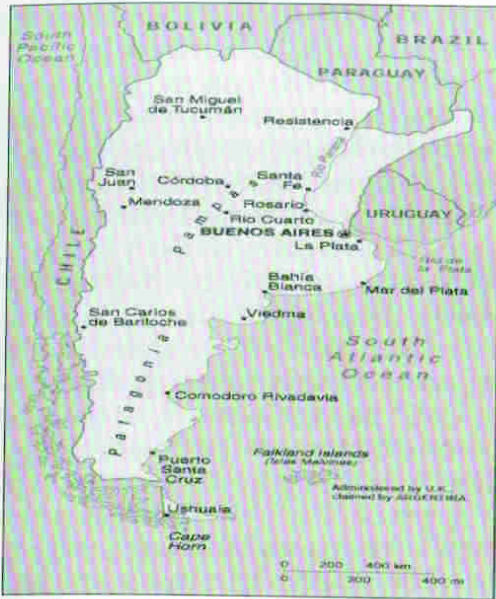 BOLIVIA
BRAZIL
South
Pacific
Ocean
PARAGUAY
San Miguel
de Tucumán
Resistencia
San
Juan
Córdoba
Santa
Fe
Mendoza
Rosario
Río Cuarto
Pampas
URUGUAY
BUENOS AIRES
La Plata
Río de
la Plata
CHILE
Bahía
Blanca
Mar del Plata
San Carlos
de Bariloche
Viedma
South
Atlantic
Ocean
Patagonia
Comodoro Rivadavia
Puerto
Santa
Cruz
Falkland Islands
(Islas Malvinas)
Administered by U.K.,
claimed by ARGENTINA.
Ushuaia
Cape
Horn
0 200 400 km
0 200 400 mi